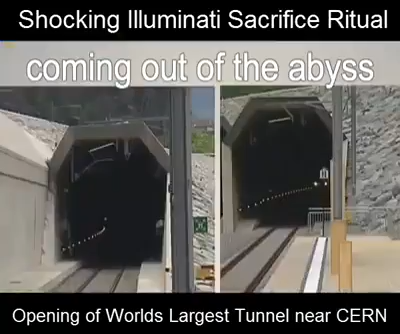 Shocking Illuminati Sacrifice Ritual
coming out of the abyss
Opening of Worlds Largest Tunnel near CERN